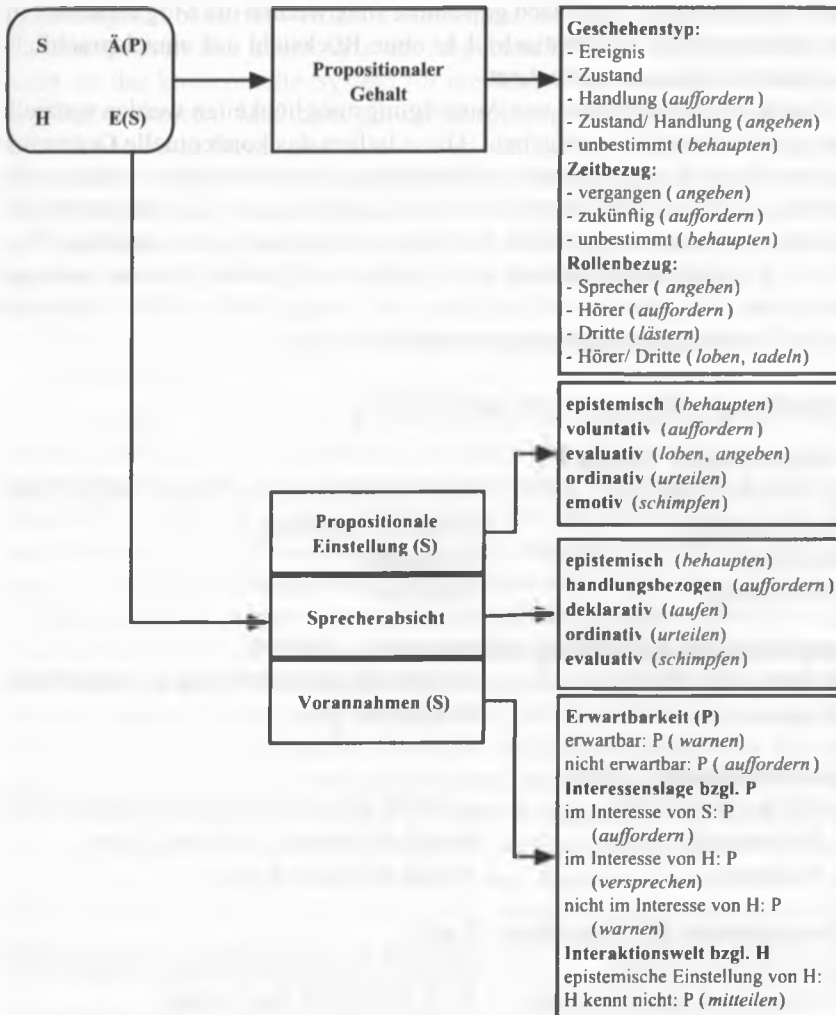 S Ä(P)
H E(S)
Propositionaler
Gehalt
Geschehenstyp:
- Ereignis
- Zustand
- Handlung (auffordern)
- Zustand/ Handlung (angeben)
- unbestimmt (behaupten)
Zeitbezug:
- vergangen (angeben)
- zukünftig (auffordern)
- unbestimmt (behaupten)
Rollenbezug:
- Sprecher (angeben)
- Hörer (auffordern)
- Dritte (lästern)
- Hörer/ Dritte (loben, tadeln)
Propositionale
Einstellung (S)
epistemisch (behaupten)
voluntativ (auffordern)
evaluativ (loben, angeben)
ordinativ (urteilen)
emotiv (schimpfen)
Sprecherabsicht
epistemisch (behaupten)
handlungsbezogen (auffordern)
deklarativ (taufen)
ordinativ (urteilen)
evaluativ (schimpfen)
Vorannahmen (S)
Erwartbarkeit (P)
erwartbar: P (warnen)
nicht erwartbar: P (auffordern)
Interessenslage bzgl. P
im Interesse von S: P
(auffordern)
im Interesse von H: P
(versprechen)
nicht im Interesse von H: P
(warnen)
Interaktionswelt bzgl. H
epistemische Einstellung von H:
H kennt nicht: P (mitteilen)